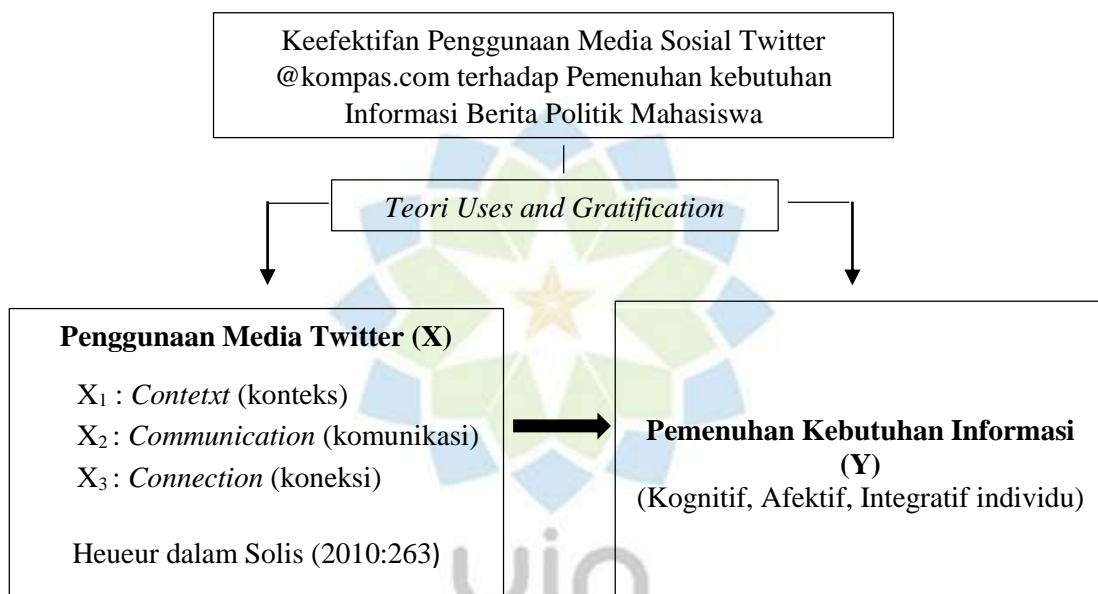 Keefektifan Penggunaan Media Sosial Twitter
@kompas.com terhadap Pemenuhan kebutuhan
Informasi Berita Politik Mahasiswa
Teori Uses and Gratification
Penggunaan Media Twitter (X)
X₁ : Contetxt (konteks)
X₂ : Communication (komunikasi)
X₃ : Connection (koneksi)
Heueur dalam Solis (2010:263)
Pemenuhan Kebutuhan Informasi
(Y)
(Kognitif, Afektif, Integratif individu)
uin